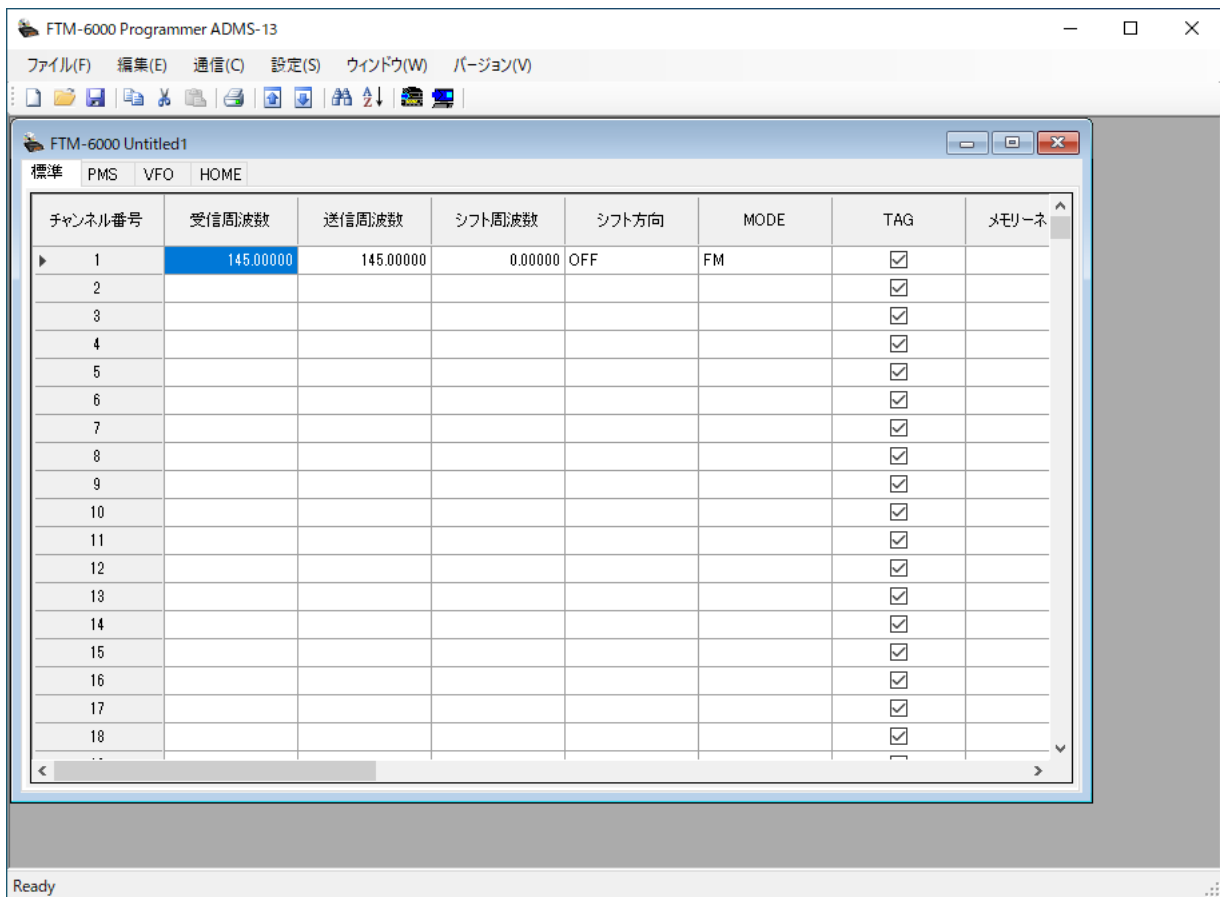 FTM-6000 Programmer ADMS-13
ファイル(F) 編集(E) 通信(C) 設定(S) ウィンドウ(W) バージョン(V)
FTM-6000 Untitled1
標準 PMS VFO HOME
チャンネル番号 受信周波数 送信周波数 シフト周波数 シフト方向 MODE TAG メモリーネ
1 145.00000 145.00000 0.00000 OFF FM
2
3
4
5
6
7
8
9
10
11
12
13
14
15
16
17
18
Ready